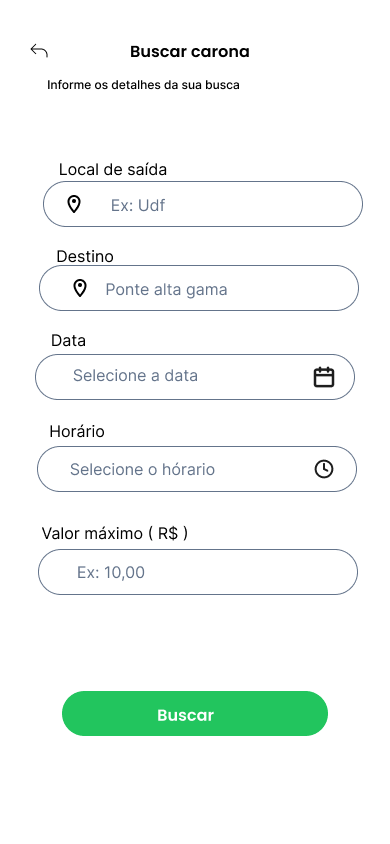 Buscar carona
Informe os detalhes da sua busca
Local de saída
Ex: Udf
Destino
Ponte alta gama
Data
Selecione a data
Horário
Selecione o hórario
Valor máximo ( R$ )
Ex: 10,00
Buscar